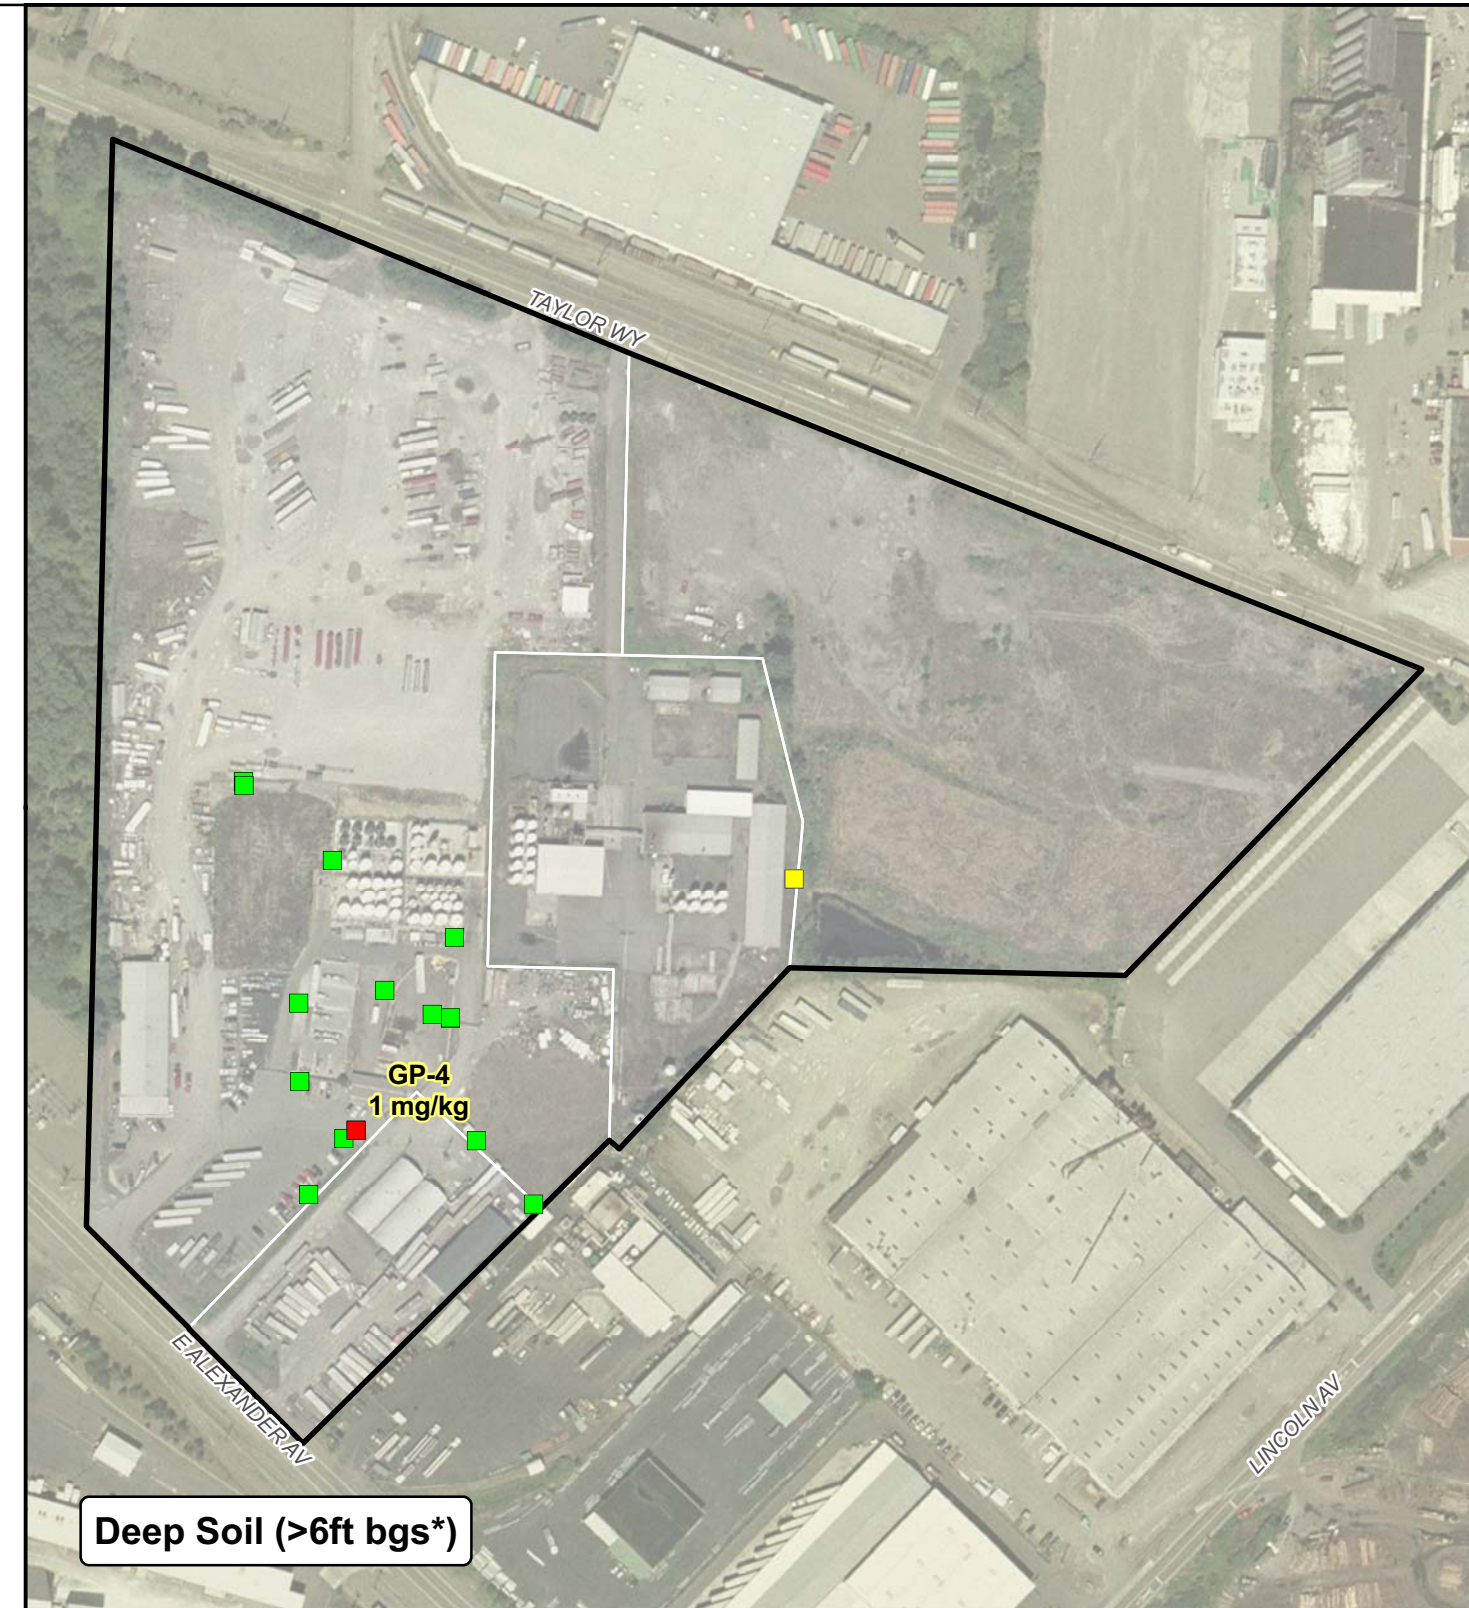 TAYLOR WY
GP-4
1 mg/kg
E ALEXANDER AV
LINCOLN AV
Deep Soil (>6ft bgs*)